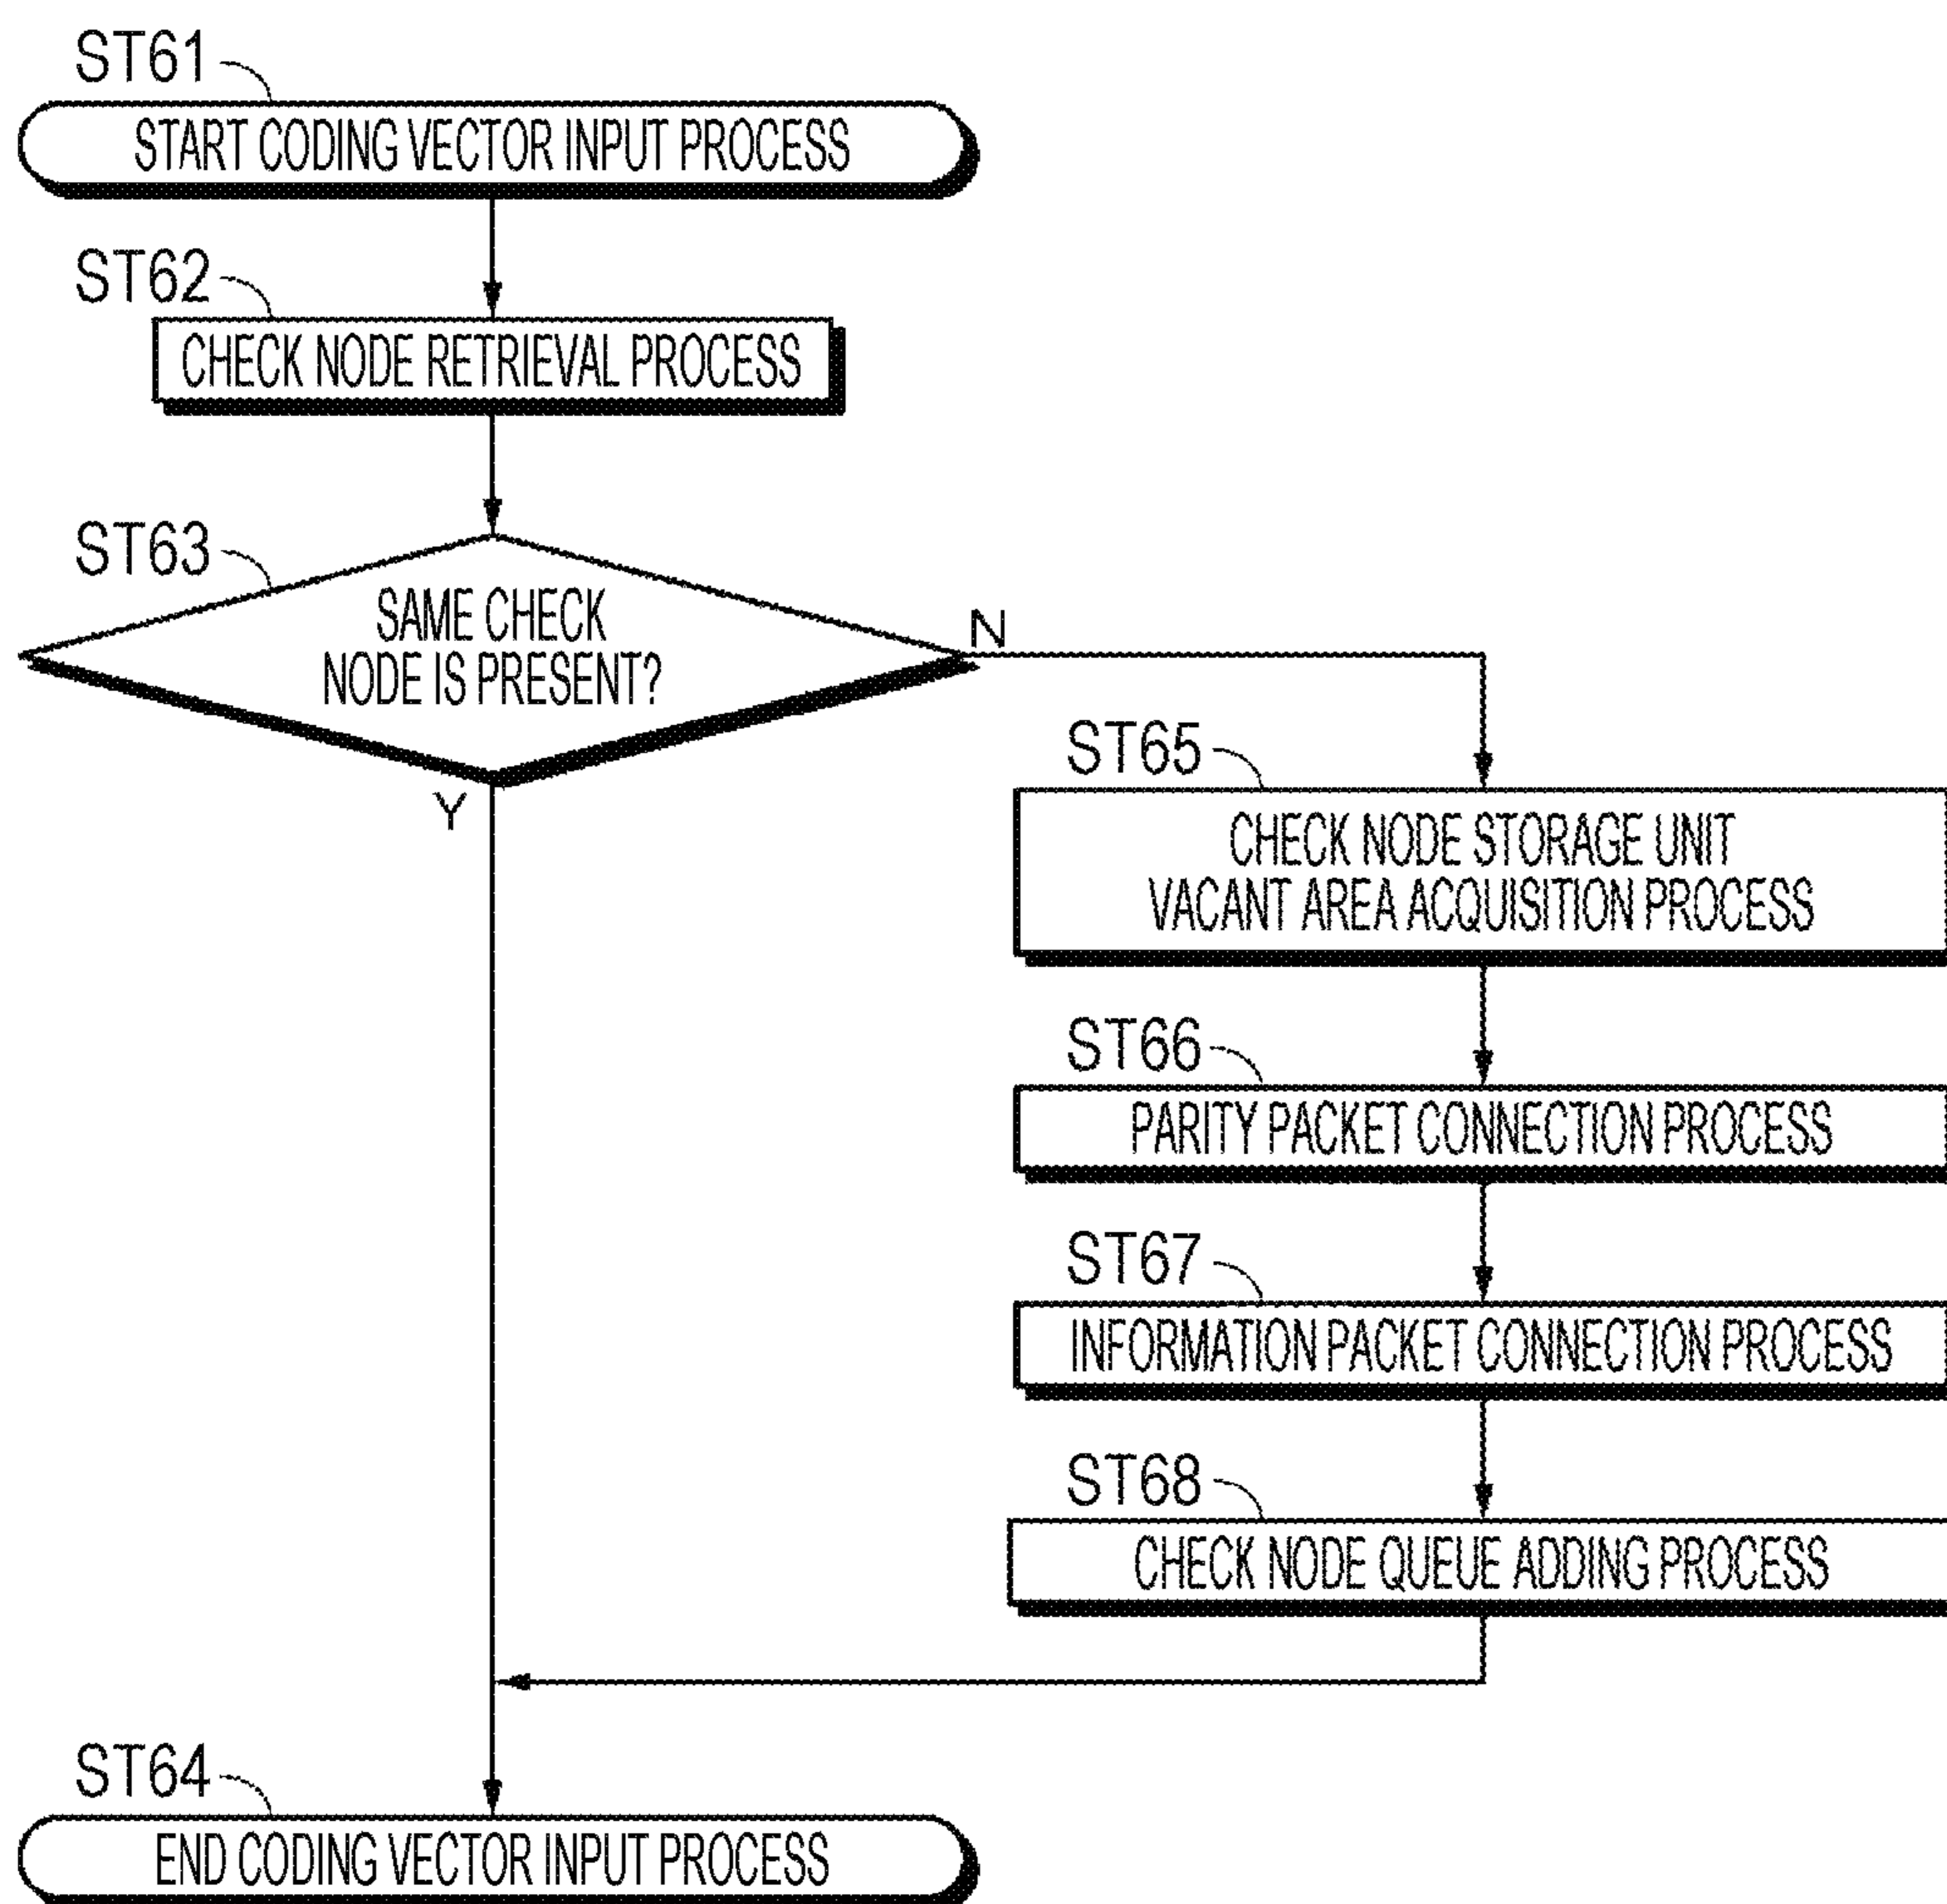 ST61
START CODING VECTOR INPUT PROCESS
ST62
CHECK NODE RETRIEVAL PROCESS
ST63
SAME CHECK
NODE IS PRESENT?
N
Y
ST65
CHECK NODE STORAGE UNIT
VACANT AREA ACQUISITION PROCESS
ST66
PARITY PACKET CONNECTION PROCESS
ST67
INFORMATION PACKET CONNECTION PROCESS
ST68
CHECK NODE QUEUE ADDING PROCESS
ST64
END CODING VECTOR INPUT PROCESS